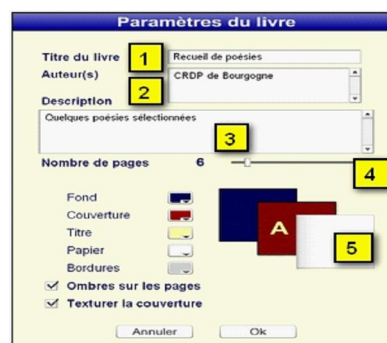 Paramètres du livre
Titre du livre 1 Recueil de poésies
Auteur(s) CRDP de Bourgogne
2
Description
Quelques poésies sélectionnées
3
Nombre de pages 6
4
Fond
Couverture
Titre A
Papier 5
Bordures
Ombres sur les pages
Texturer la couverture
Annuler Ok